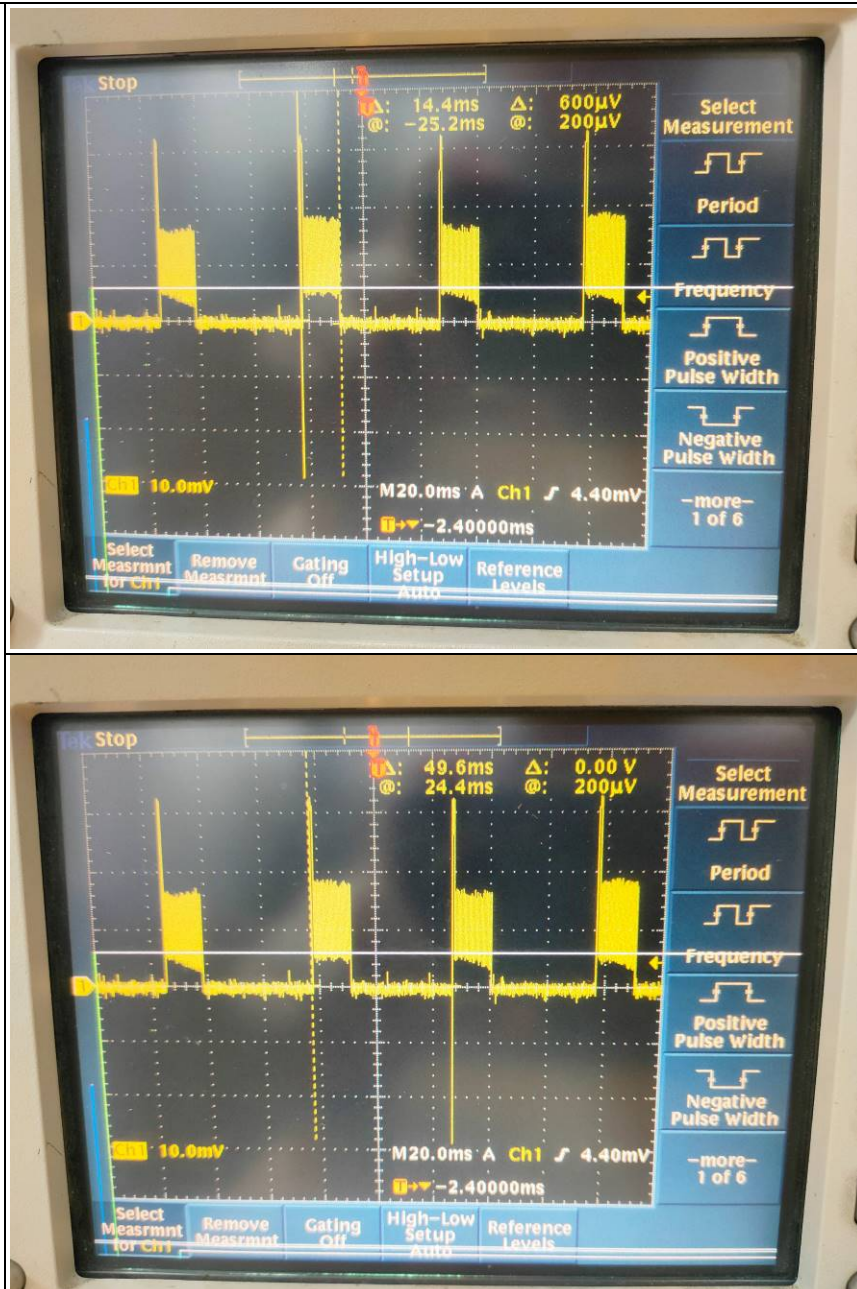 Tek Stop
Δ: 14.4ms Δ: 600μV
@: −25.2ms @: 200μV
Select
Measurement
Period
Frequency
Positive
Pulse Width
Negative
Pulse Width
−more−
1 of 6
1
Ch1 10.0mV
M20.0ms A Ch1 4.40mV
T −2.40000ms
Select
Measrmnt
for Ch1
Remove
Measrmnt
Gating
Off
High−Low
Setup
Auto
Reference
Levels
Tek Stop
Δ: 49.6ms Δ: 0.00 V
@: 24.4ms @: 200μV
Select
Measurement
Period
Frequency
Positive
Pulse Width
Negative
Pulse Width
−more−
1 of 6
1
Ch1 10.0mV
M20.0ms A Ch1 4.40mV
T −2.40000ms
Select
Measrmnt
for Ch1
Remove
Measrmnt
Gating
Off
High−Low
Setup
Auto
Reference
Levels